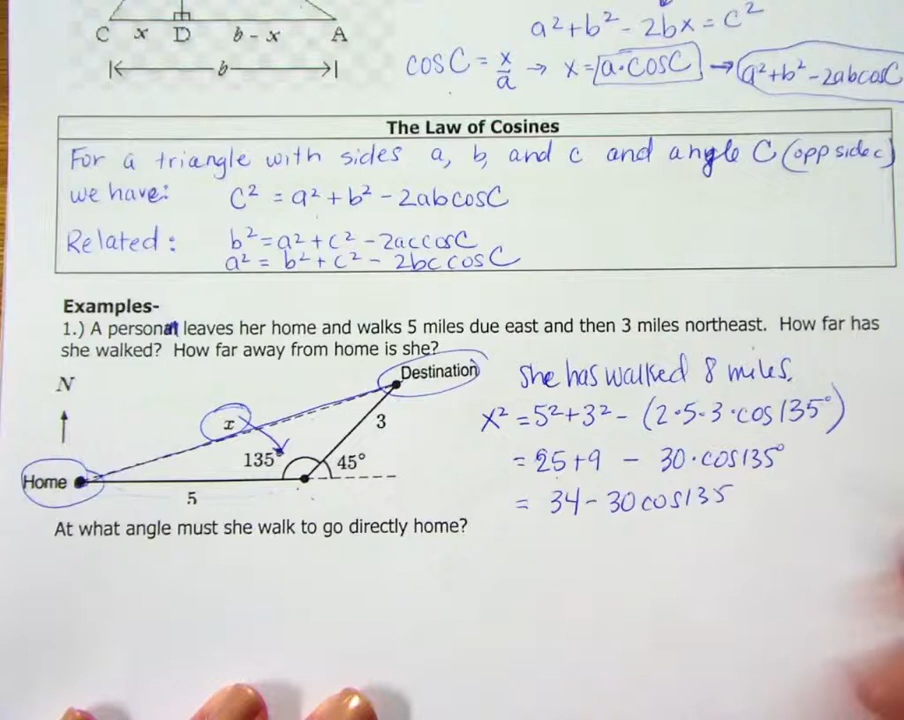 C x D b - x A
|← b →|
a² + b² - 2bx = c²
cosC = x/a → x = a·cosC → a²+b²-2abcosC
The Law of Cosines
For a triangle with sides a, b, and c and angle C (opp side c)
we have: C² = a² + b² - 2abcosC
Related: b² = a² + c² - 2accosC
a² = b² + c² - 2bccosC
Examples-
1.) A person leaves her home and walks 5 miles due east and then 3 miles northeast. How far has
she walked? How far away from home is she?
N
Destination
she has walked 8 miles.
x
3
x² = 5² + 3² - (2·5·3·cos135°)
135°
45°
= 25+9 - 30·cos135°
Home
5
= 34 - 30cos135
At what angle must she walk to go directly home?